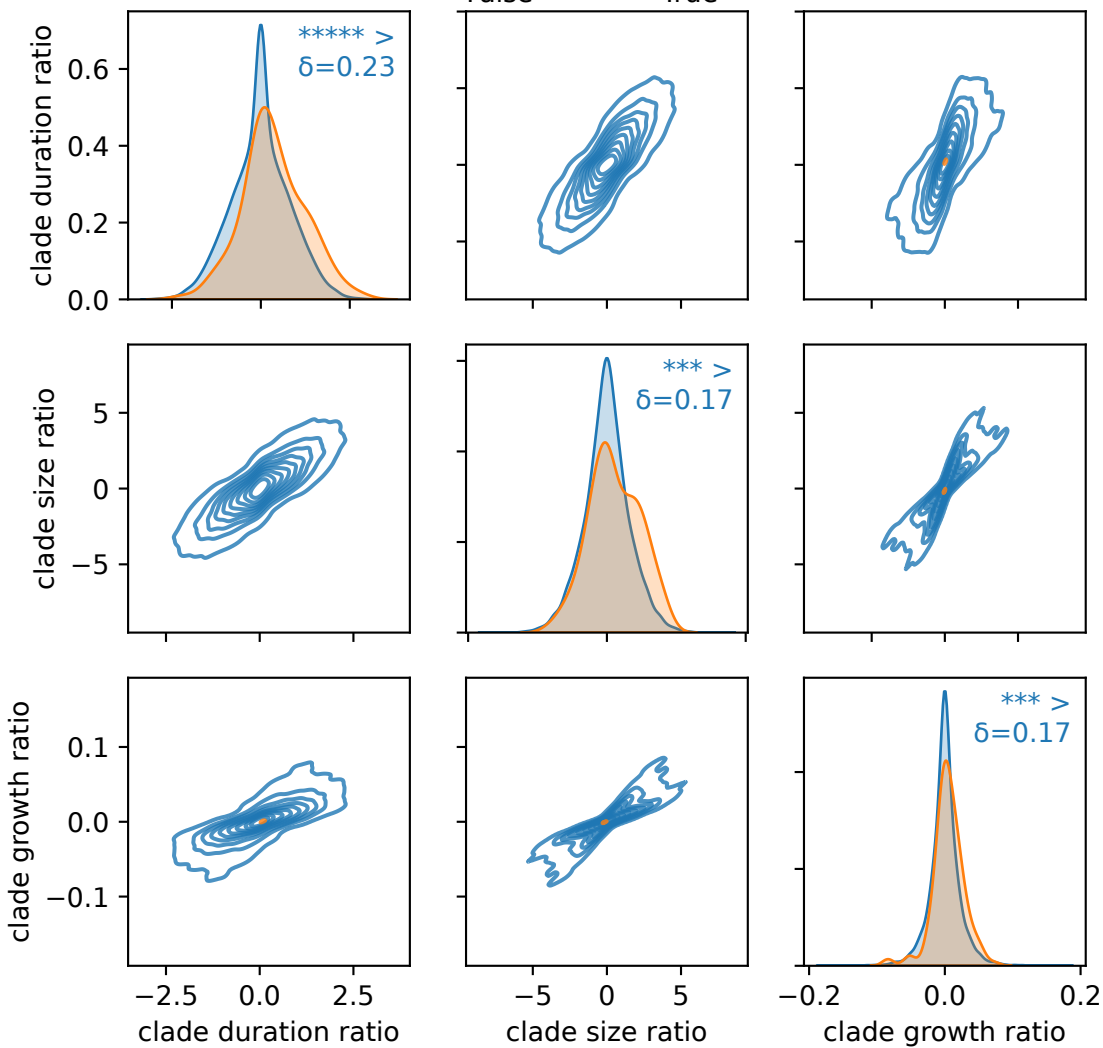 clade duration ratio
0.6
0.4
0.2
0.0
***** >
δ=0.23
clade size ratio
5
0
−5
*** >
δ=0.17
clade growth ratio
0.1
0.0
−0.1
*** >
δ=0.17
−2.5 0.0 2.5
−5 0 5
−0.2 0.0 0.2
clade duration ratio
clade size ratio
clade growth ratio